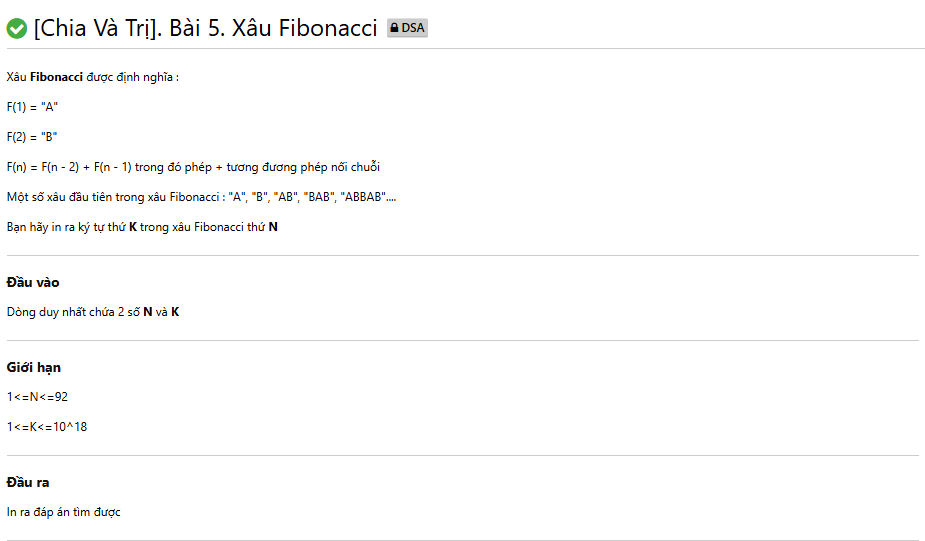 [Chia Và Trị]. Bài 5. Xâu Fibonacci DSA
Xâu Fibonacci được định nghĩa :
F(1) = "A"
F(2) = "B"
F(n) = F(n - 2) + F(n - 1) trong đó phép + tương đương phép nối chuỗi
Một số xâu đầu tiên trong xâu Fibonacci : "A", "B", "AB", "BAB", "ABBAB"....
Bạn hãy in ra ký tự thứ K trong xâu Fibonacci thứ N
Đầu vào
Dòng duy nhất chứa 2 số N và K
Giới hạn
1<=N<=92
1<=K<=10^18
Đầu ra
In ra đáp án tìm được